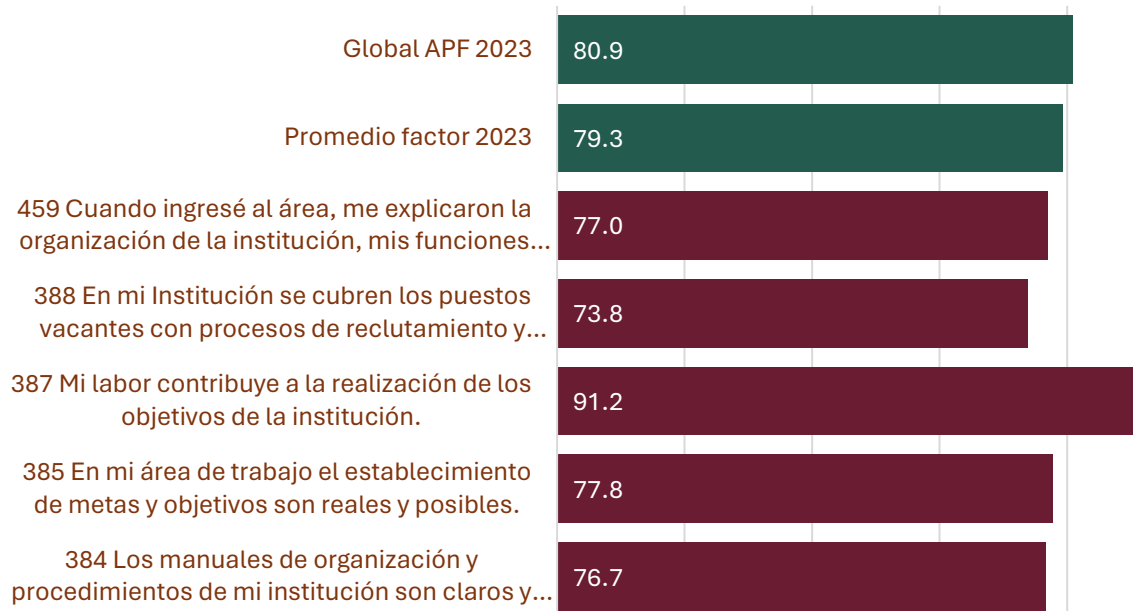 Global APF 2023
80.9
Promedio factor 2023
79.3
459 Cuando ingresé al área, me explicaron la
organización de la institución, mis funciones...
77.0
388 En mi Institución se cubren los puestos
vacantes con procesos de reclutamiento y...
73.8
387 Mi labor contribuye a la realización de los
objetivos de la institución.
91.2
385 En mi área de trabajo el establecimiento
de metas y objetivos son reales y posibles.
77.8
384 Los manuales de organización y
procedimientos de mi institución son claros y...
76.7